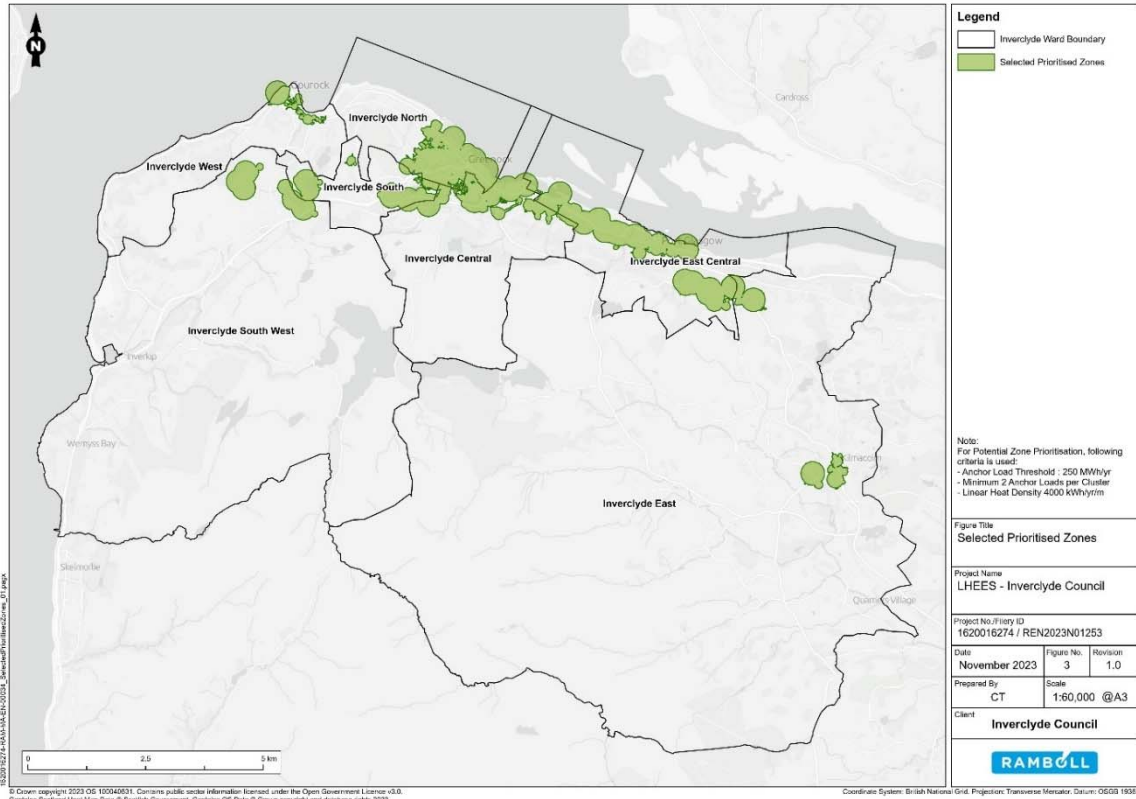 N
Gourock
Cardross
Inverclyde North
Greenock
Inverclyde West
Inverclyde South
Inverclyde Central
Inverclyde East Central
Inverclyde South West
Inverkip
Wemyss Bay
Kilmacolm
Inverclyde East
Skelmorlie
Quarriers Village
0 2.5 5 km
Legend
Inverclyde Ward Boundary
Selected Prioritised Zones
Note:
For Potential Zone Prioritisation, following
criteria is used:
- Anchor Load Threshold : 250 MWh/yr
- Minimum 2 Anchor Loads per Cluster
- Linear Heat Density 4000 kWh/yr/m
Figure Title
Selected Prioritised Zones
Project Name
LHEES - Inverclyde Council
Project No./Filery ID
1620016274 / REN2023N01253
Date
November 2023
Figure No.
3
Revision
1.0
Prepared By
CT
Scale
1:60,000 @A3
Client
Inverclyde Council
RAMBOLL
© Crown copyright 2023 OS 100040631. Contains public sector information licensed under the Open Government Licence v3.0.
Coordinate System: British National Grid. Projection: Transverse Mercator. Datum: OSGB 1936